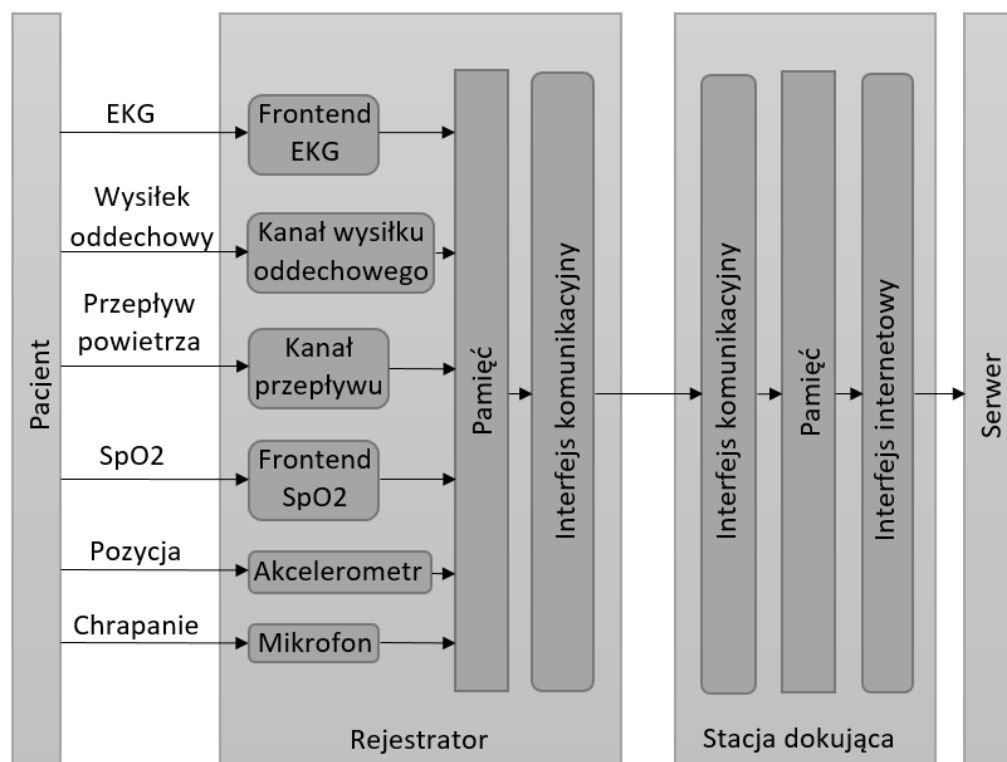 Pacient
EKG
Wysiłek
oddechowy
Przepływ
powietrza
SpO2
Pozycja
Chrapanie
Frontend
EKG
Kanał wysiłku
oddechowego
Kanał
przepływu
Frontend
SpO2
Akcelerometr
Mikrofon
Pamięć
Interfejs komunikacyjny
Rejestrator
Interfejs komunikacyjny
Pamięć
Interfejs internetowy
Stacja dokująca
Serwer